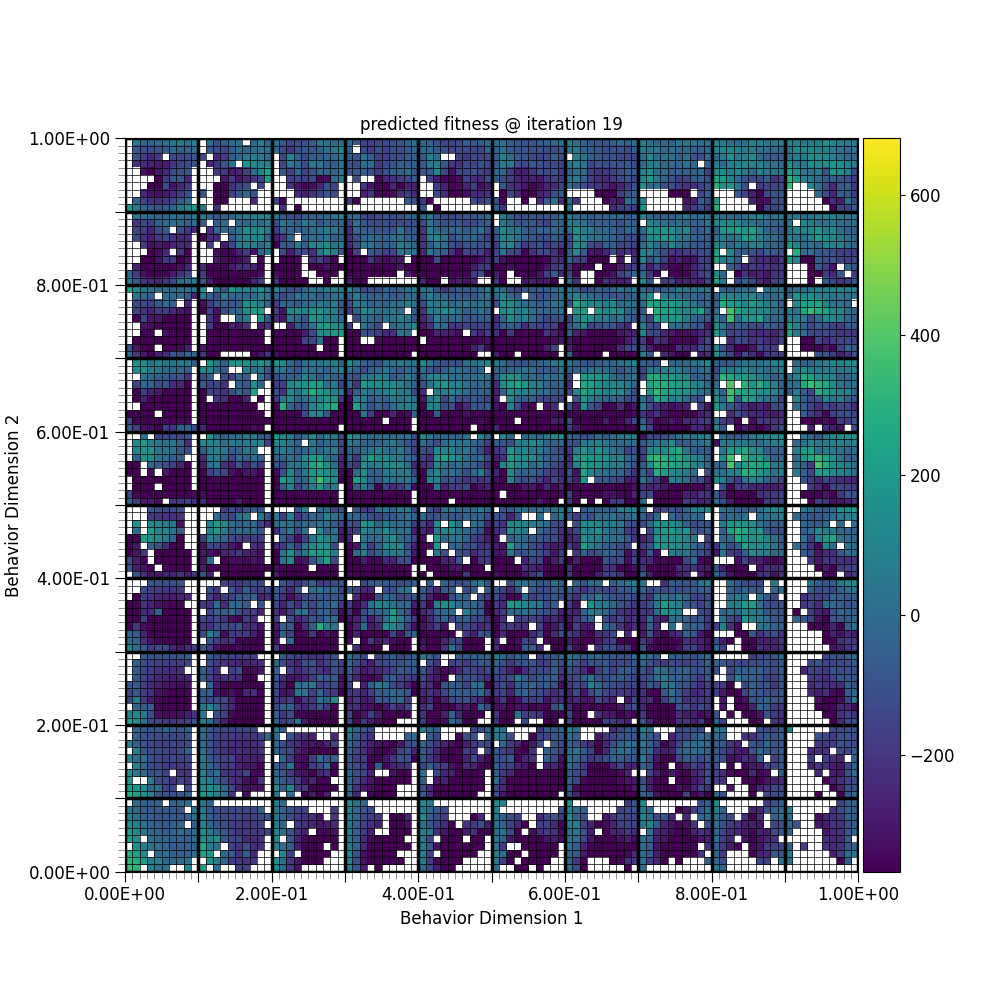 predicted fitness @ iteration 19
1.00E+00
8.00E-01
6.00E-01
4.00E-01
2.00E-01
0.00E+00
Behavior Dimension 2
0.00E+00 2.00E-01 4.00E-01 6.00E-01 8.00E-01 1.00E+00
Behavior Dimension 1
600
400
200
0
−200